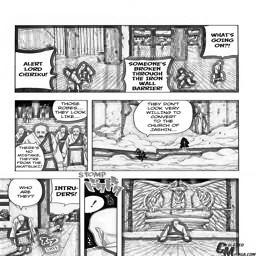 WHAT'S
GOING
ON?!
SOMEONE'S
BROKEN
THROUGH
THE IRON
WALL
BARRIER!
ALERT
LORD
CHIRIKU!
THEY DON'T
LOOK VERY
WILLING TO
CONVERT
TO THE
CHURCH OF
JASHIN...
THOSE
ROBES...
THEY
LOOK
LIKE...
THERE'S
NO
MISTAKE,
THEY'RE
FROM THE
AKATSUKI!
STOMP
INTRU-
DERS!
WHO
ARE
THEY?
!